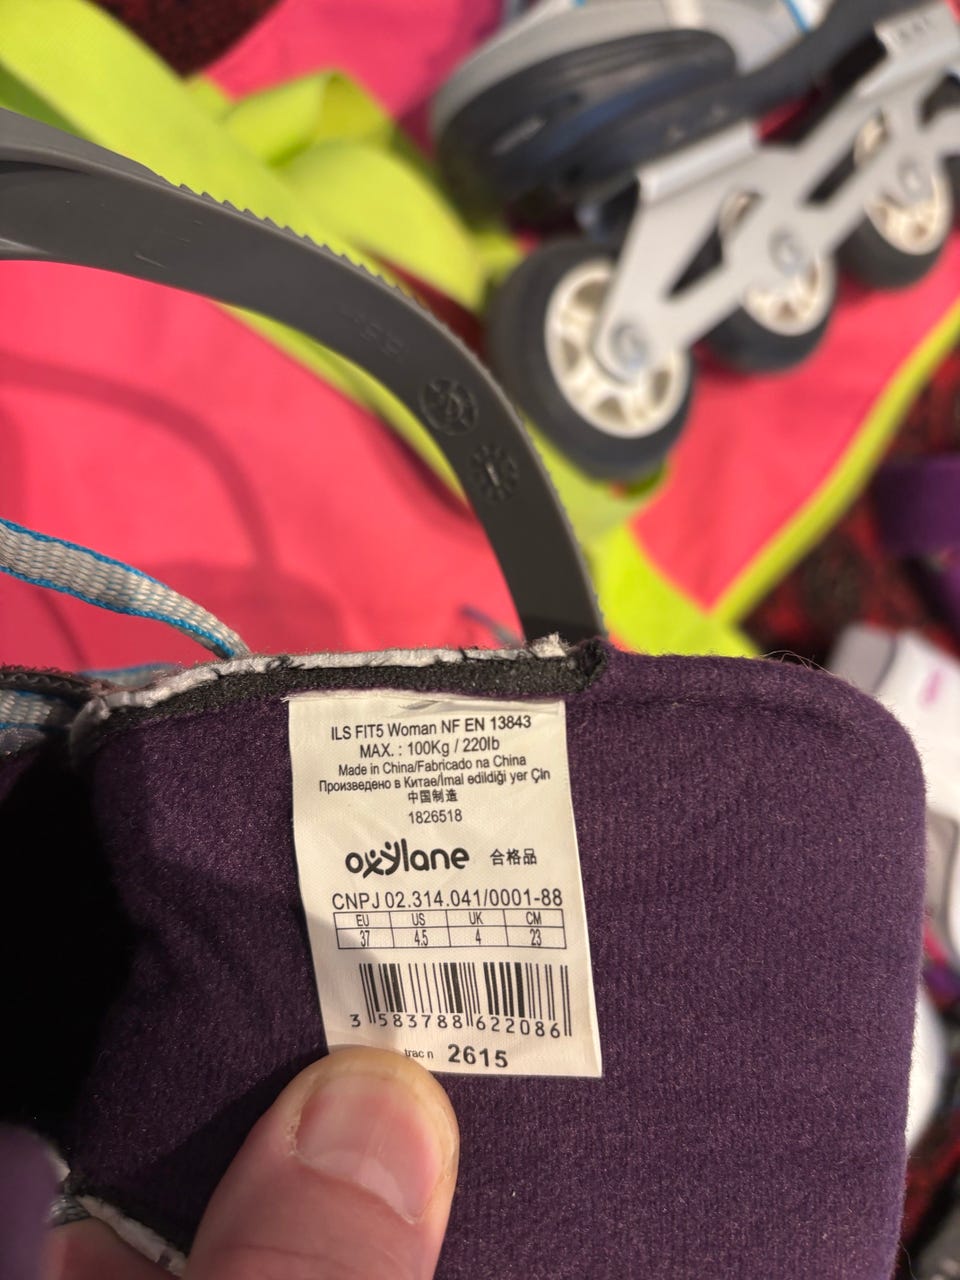 ILS FIT5 Woman NF EN 13843
MAX. : 100Kg / 220lb
Made in China/Fabricado na China
Произведено в Китае/İmal edildiği yer Çin
中国制造
1826518
oxylane 合格品
CNPJ 02.314.041/0001-88
EU US UK CM
37 4.5 4 23
3 583788 622086
trac n 2615